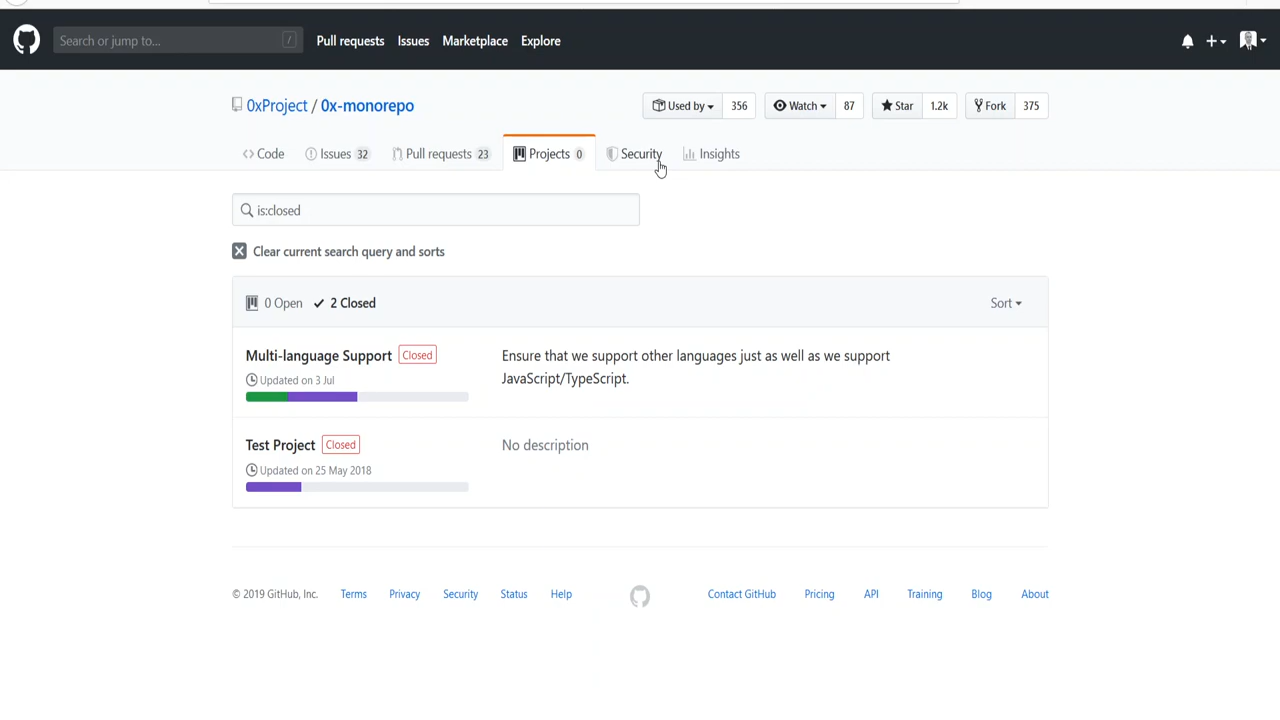 Search or jump to... / Pull requests Issues Marketplace Explore
0xProject / 0x-monorepo Used by 356 Watch 87 Star 1.2k Fork 375
Code Issues 32 Pull requests 23 Projects 0 Security Insights
is:closed
Clear current search query and sorts
0 Open 2 Closed Sort
Multi-language Support Closed Ensure that we support other languages just as well as we support
JavaScript/TypeScript.
Updated on 3 Jul
Test Project Closed No description
Updated on 25 May 2018
© 2019 GitHub, Inc. Terms Privacy Security Status Help Contact GitHub Pricing API Training Blog About